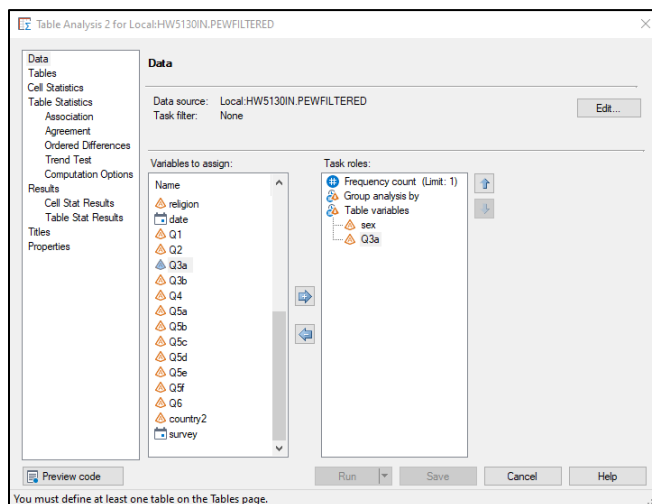 Table Analysis 2 for Local:HW5130IN.PEWFILTERED
Data
Tables
Cell Statistics
Table Statistics
Association
Agreement
Ordered Differences
Trend Test
Computation Options
Results
Cell Stat Results
Table Stat Results
Titles
Properties
Data
Data source: Local:HW5130IN.PEWFILTERED
Task filter: None
Edit...
Variables to assign:
Name
religion
date
Q1
Q2
Q3a
Q3b
Q4
Q5a
Q5b
Q5c
Q5d
Q5e
Q5f
Q6
country2
survey
Task roles:
Frequency count (Limit: 1)
Group analysis by
Table variables
sex
Q3a
Preview code
Run
Save
Cancel
Help
You must define at least one table on the Tables page.